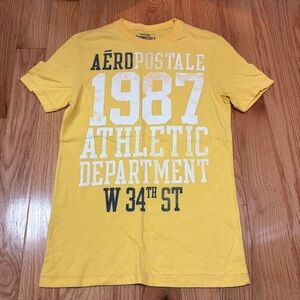 AÉROPOSTALE
1987
ATHLETIC
DEPARTMENT
W 34TH ST